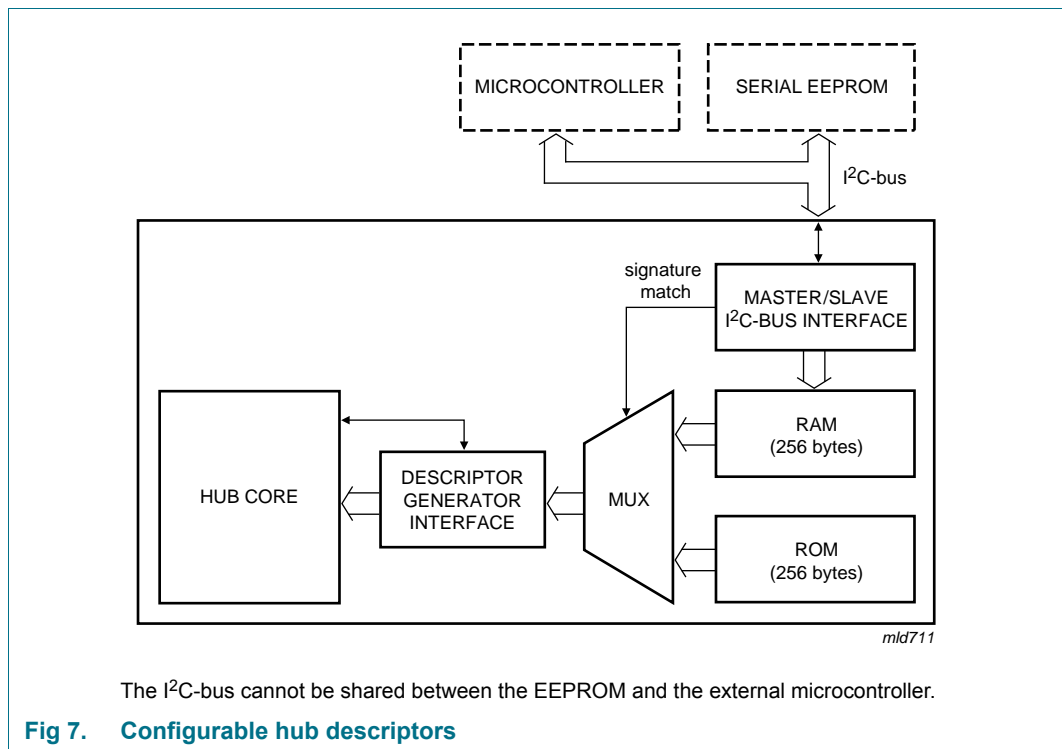 MICROCONTROLLER
SERIAL EEPROM
I²C-bus
signature
match
MASTER/SLAVE
I²C-BUS INTERFACE
RAM
(256 bytes)
HUB CORE
DESCRIPTOR
GENERATOR
INTERFACE
MUX
ROM
(256 bytes)
mld711
The I²C-bus cannot be shared between the EEPROM and the external microcontroller.
Fig 7. Configurable hub descriptors